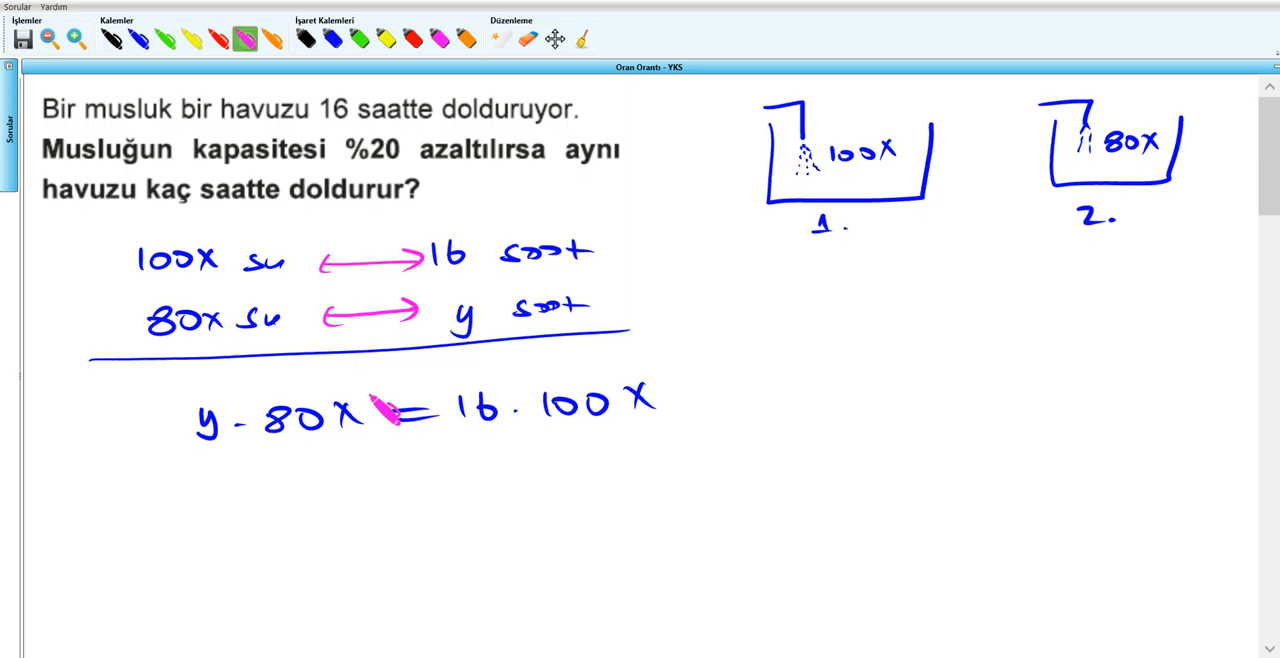 Sorular Yardım
İşlemler Kalemler İşaret Kalemleri Düzenleme
Oran Orantı - YKS
Sorular
Bir musluk bir havuzu 16 saatte dolduruyor.
Musluğun kapasitesi %20 azaltılırsa aynı
havuzu kaç saatte doldurur?
100x
1.
80x
2.
100x su 16 saat
80x su y saat
y . 80x = 16 . 100x